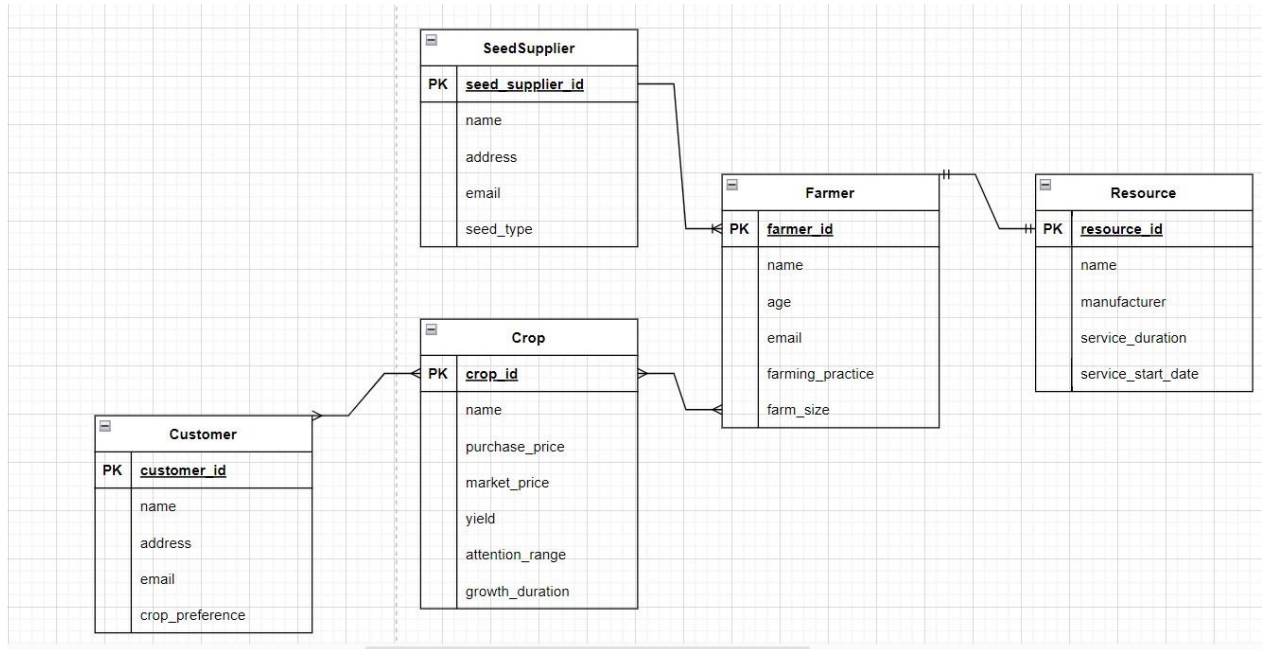 SeedSupplier
PK seed_supplier_id
name
address
email
seed_type
Farmer
PK farmer_id
name
age
email
farming_practice
farm_size
Resource
PK resource_id
name
manufacturer
service_duration
service_start_date
Crop
PK crop_id
name
purchase_price
market_price
yield
attention_range
growth_duration
Customer
PK customer_id
name
address
email
crop_preference